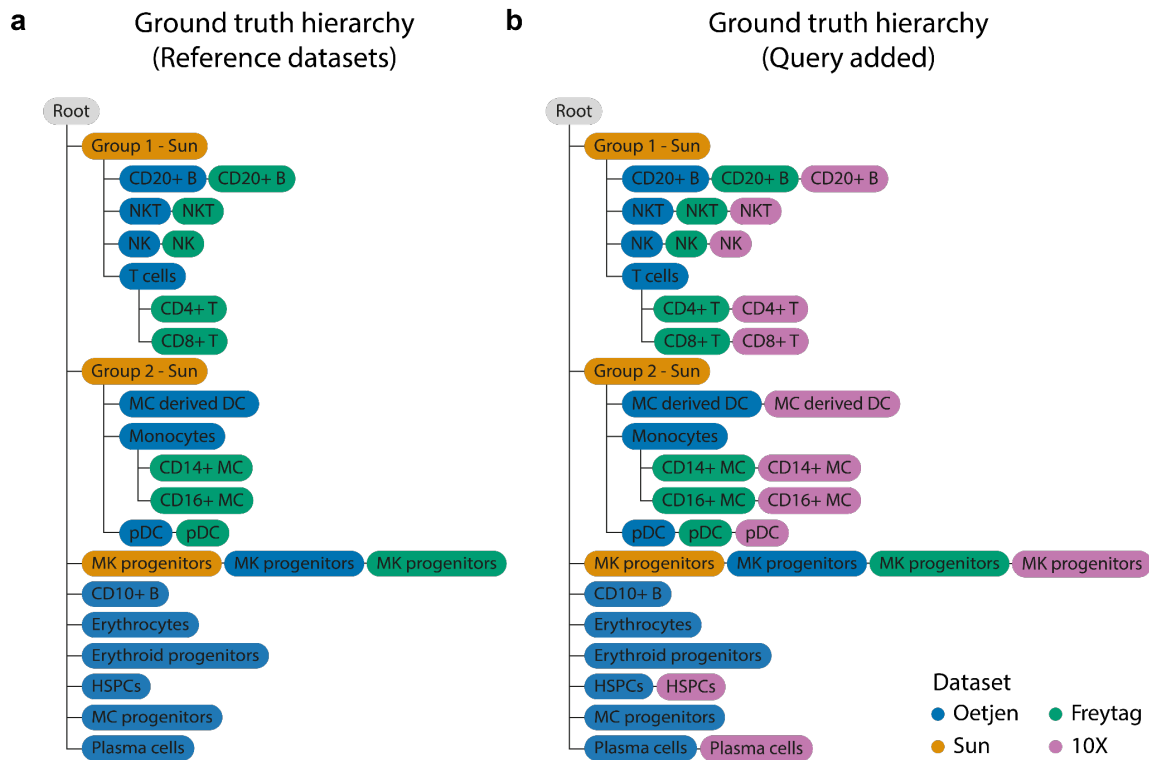 a
Ground truth hierarchy
(Reference datasets)
Root
Group 1 - Sun
CD20+ B CD20+ B
NKT NKT
NK NK
T cells
CD4+ T
CD8+ T
Group 2 - Sun
MC derived DC
Monocytes
CD14+ MC
CD16+ MC
pDC pDC
MK progenitors MK progenitors MK progenitors
CD10+ B
Erythrocytes
Erythroid progenitors
HSPCs
MC progenitors
Plasma cells
b
Ground truth hierarchy
(Query added)
Root
Group 1 - Sun
CD20+ B CD20+ B CD20+ B
NKT NKT NKT
NK NK NK
T cells
CD4+ T CD4+ T
CD8+ T CD8+ T
Group 2 - Sun
MC derived DC MC derived DC
Monocytes
CD14+ MC CD14+ MC
CD16+ MC CD16+ MC
pDC pDC pDC
MK progenitors MK progenitors MK progenitors MK progenitors
CD10+ B
Erythrocytes
Erythroid progenitors
HSPCs HSPCs
MC progenitors
Plasma cells Plasma cells
Dataset
Oetjen Freytag
Sun 10X